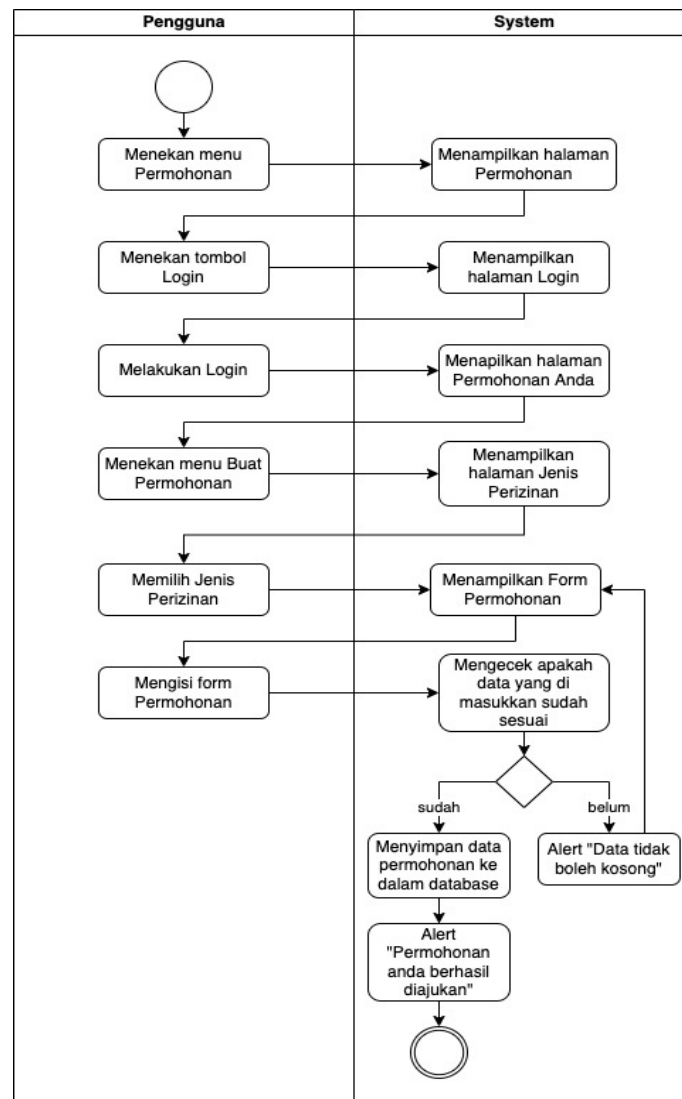 Pengguna
System
Menekan menu
Permohonan
Menampilkan halaman
Permohonan
Menekan tombol
Login
Menampilkan
halaman Login
Melakukan Login
Menapilkan halaman
Permohonan Anda
Menekan menu Buat
Permohonan
Menampilkan
halaman Jenis
Perizinan
Memilih Jenis
Perizinan
Menampilkan Form
Permohonan
Mengisi form
Permohonan
Mengecek apakah
data yang di
masukkan sudah
sesuai
sudah
belum
Menyimpan data
permohonan ke
dalam database
Alert "Data tidak
boleh kosong"
Alert
"Permohonan
anda berhasil
diajukan"